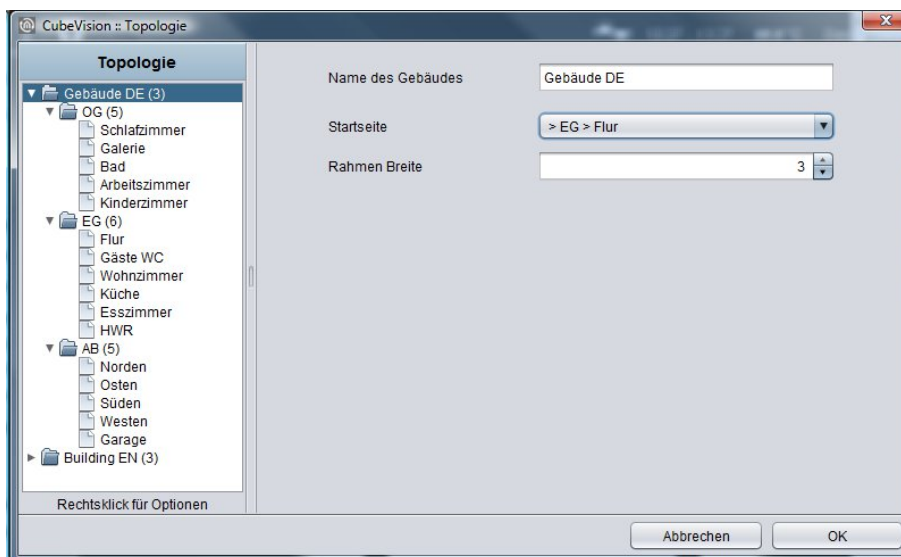 CubeVision :: Topologie
Topologie
Gebäude DE (3)
OG (5)
Schlafzimmer
Galerie
Bad
Arbeitszimmer
Kinderzimmer
EG (6)
Flur
Gäste WC
Wohnzimmer
Küche
Esszimmer
HWR
AB (5)
Norden
Osten
Süden
Westen
Garage
Building EN (3)
Rechtsklick für Optionen
Name des Gebäudes Gebäude DE
Startseite > EG > Flur
Rahmen Breite 3
Abbrechen OK